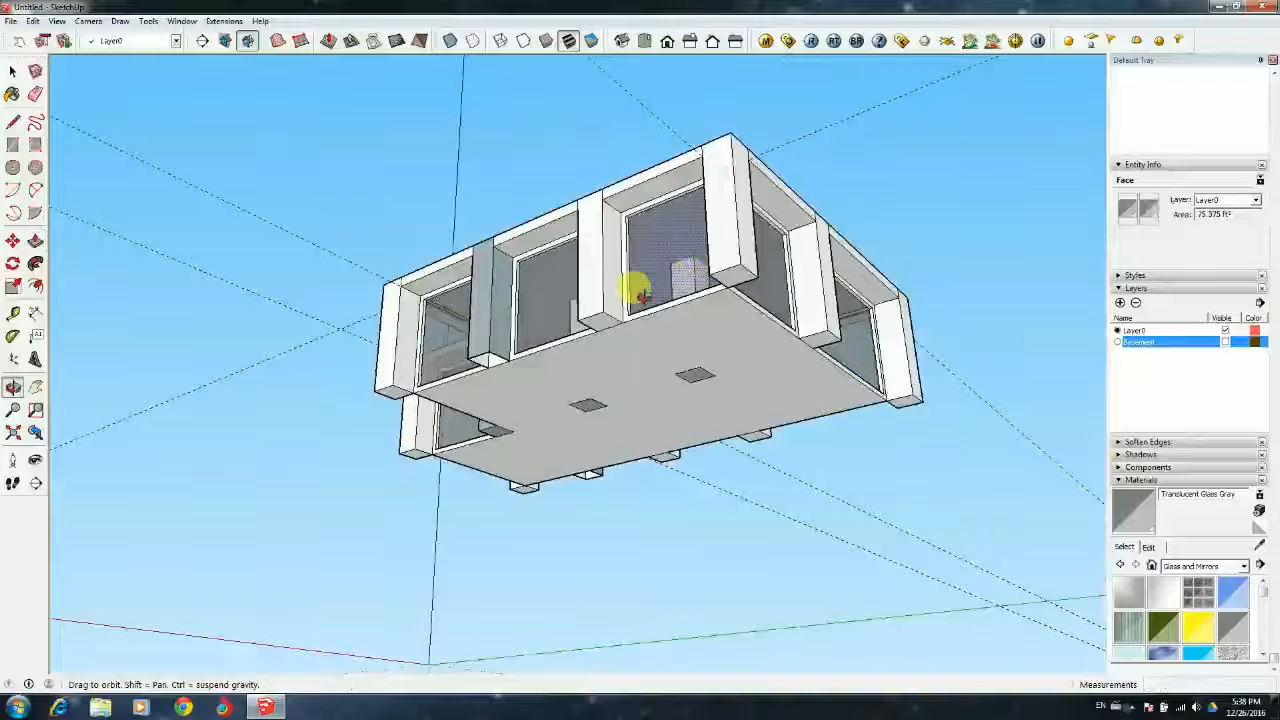 Untitled - SketchUp
File Edit View Camera Draw Tools Window Extensions Help
Layer0
M R RT BR ?
Default Tray
Entity Info
Face
Layer: Layer0
Area: 75.375 ft²
Styles
Layers
Name Visible Color
Layer0
Basement
Soften Edges
Shadows
Components
Materials
Translucent Glass Gray
Select Edit
Glass and Mirrors
Drag to orbit. Shift = Pan, Ctrl = suspend gravity.
Measurements
EN
5:38 PM
12/26/2016